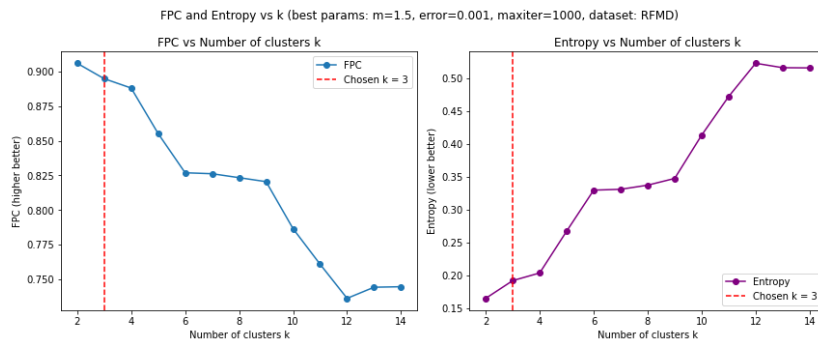 FPC and Entropy vs k (best params: m=1.5, error=0.001, maxiter=1000, dataset: RFMD)
FPC vs Number of clusters k
FPC (higher better)
0.900
0.875
0.850
0.825
0.800
0.775
0.750
FPC
Chosen k = 3
2 4 6 8 10 12 14
Number of clusters k
Entropy vs Number of clusters k
Entropy (lower better)
0.50
0.45
0.40
0.35
0.30
0.25
0.20
0.15
Entropy
Chosen k = 3
2 4 6 8 10 12 14
Number of clusters k